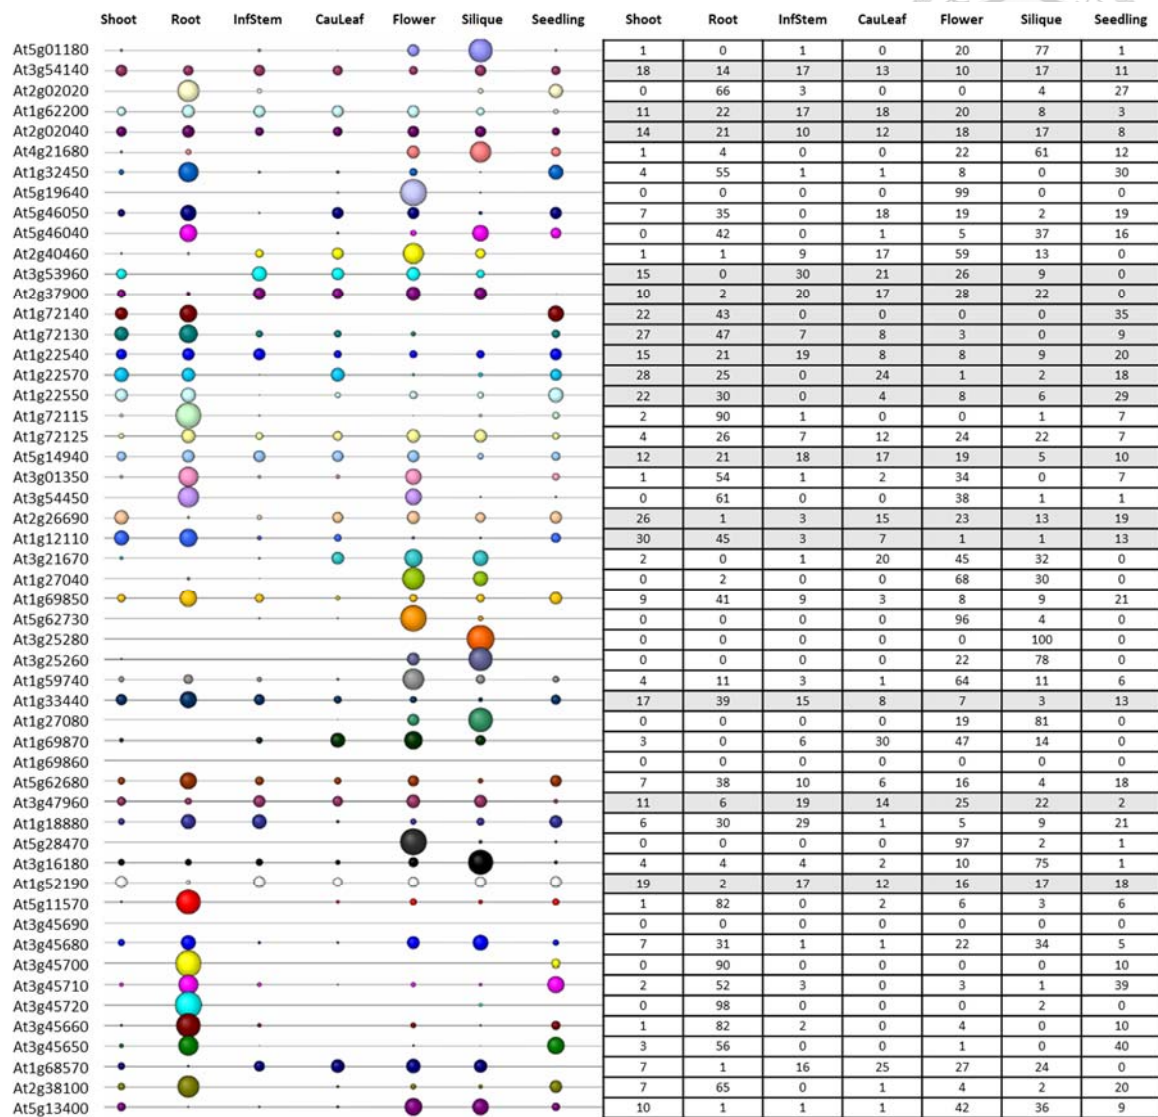 Shoot Root InfStem CauLeaf Flower Silique Seedling Shoot Root InfStem CauLeaf Flower Silique Seedling
At5g01180 1 0 1 0 20 77 1
At3g54140 18 14 17 13 10 17 11
At2g02020 0 66 3 0 0 4 27
At1g62200 11 22 17 18 20 8 3
At2g02040 14 21 10 12 18 17 8
At4g21680 1 4 0 0 22 61 12
At1g32450 4 55 1 1 8 0 30
At5g19640 0 0 0 0 99 0 0
At5g46050 7 35 0 18 19 2 19
At5g46040 0 42 0 1 5 37 16
At2g40460 1 1 9 17 59 13 0
At3g53960 15 0 30 21 26 9 0
At2g37900 10 2 20 17 28 22 0
At1g72140 22 43 0 0 0 0 35
At1g72130 27 47 7 8 3 0 9
At1g22540 15 21 19 8 8 9 20
At1g22570 28 25 0 24 1 2 18
At1g22550 22 30 0 4 8 6 29
At1g72115 2 90 1 0 0 1 7
At1g72125 4 26 7 12 24 22 7
At5g14940 12 21 18 17 19 5 10
At3g01350 1 54 1 2 34 0 7
At3g54450 0 61 0 0 38 1 1
At2g26690 26 1 3 15 23 13 19
At1g12110 30 45 3 7 1 1 13
At3g21670 2 0 1 20 45 32 0
At1g27040 0 2 0 0 68 30 0
At1g69850 9 41 9 3 8 9 21
At5g62730 0 0 0 0 96 4 0
At3g25280 0 0 0 0 0 100 0
At3g25260 0 0 0 0 22 78 0
At1g59740 4 11 3 1 64 11 6
At1g33440 17 39 15 8 7 3 13
At1g27080 0 0 0 0 19 81 0
At1g69870 3 0 6 30 47 14 0
At1g69860 0 0 0 0 0 0 0
At5g62680 7 38 10 6 16 4 18
At3g47960 11 6 19 14 25 22 2
At1g18880 6 30 29 1 5 9 21
At5g28470 0 0 0 0 97 2 1
At3g16180 4 4 4 2 10 75 1
At1g52190 19 2 17 12 16 17 18
At5g11570 1 82 0 2 6 3 6
At3g45690 0 0 0 0 0 0 0
At3g45680 7 31 1 1 22 34 5
At3g45700 0 90 0 0 0 0 10
At3g45710 2 52 3 0 3 1 39
At3g45720 0 98 0 0 0 2 0
At3g45660 1 82 2 0 4 0 10
At3g45650 3 56 0 0 1 0 40
At1g68570 7 1 16 25 27 24 0
At2g38100 7 65 0 1 4 2 20
At5g13400 10 1 1 1 42 36 9